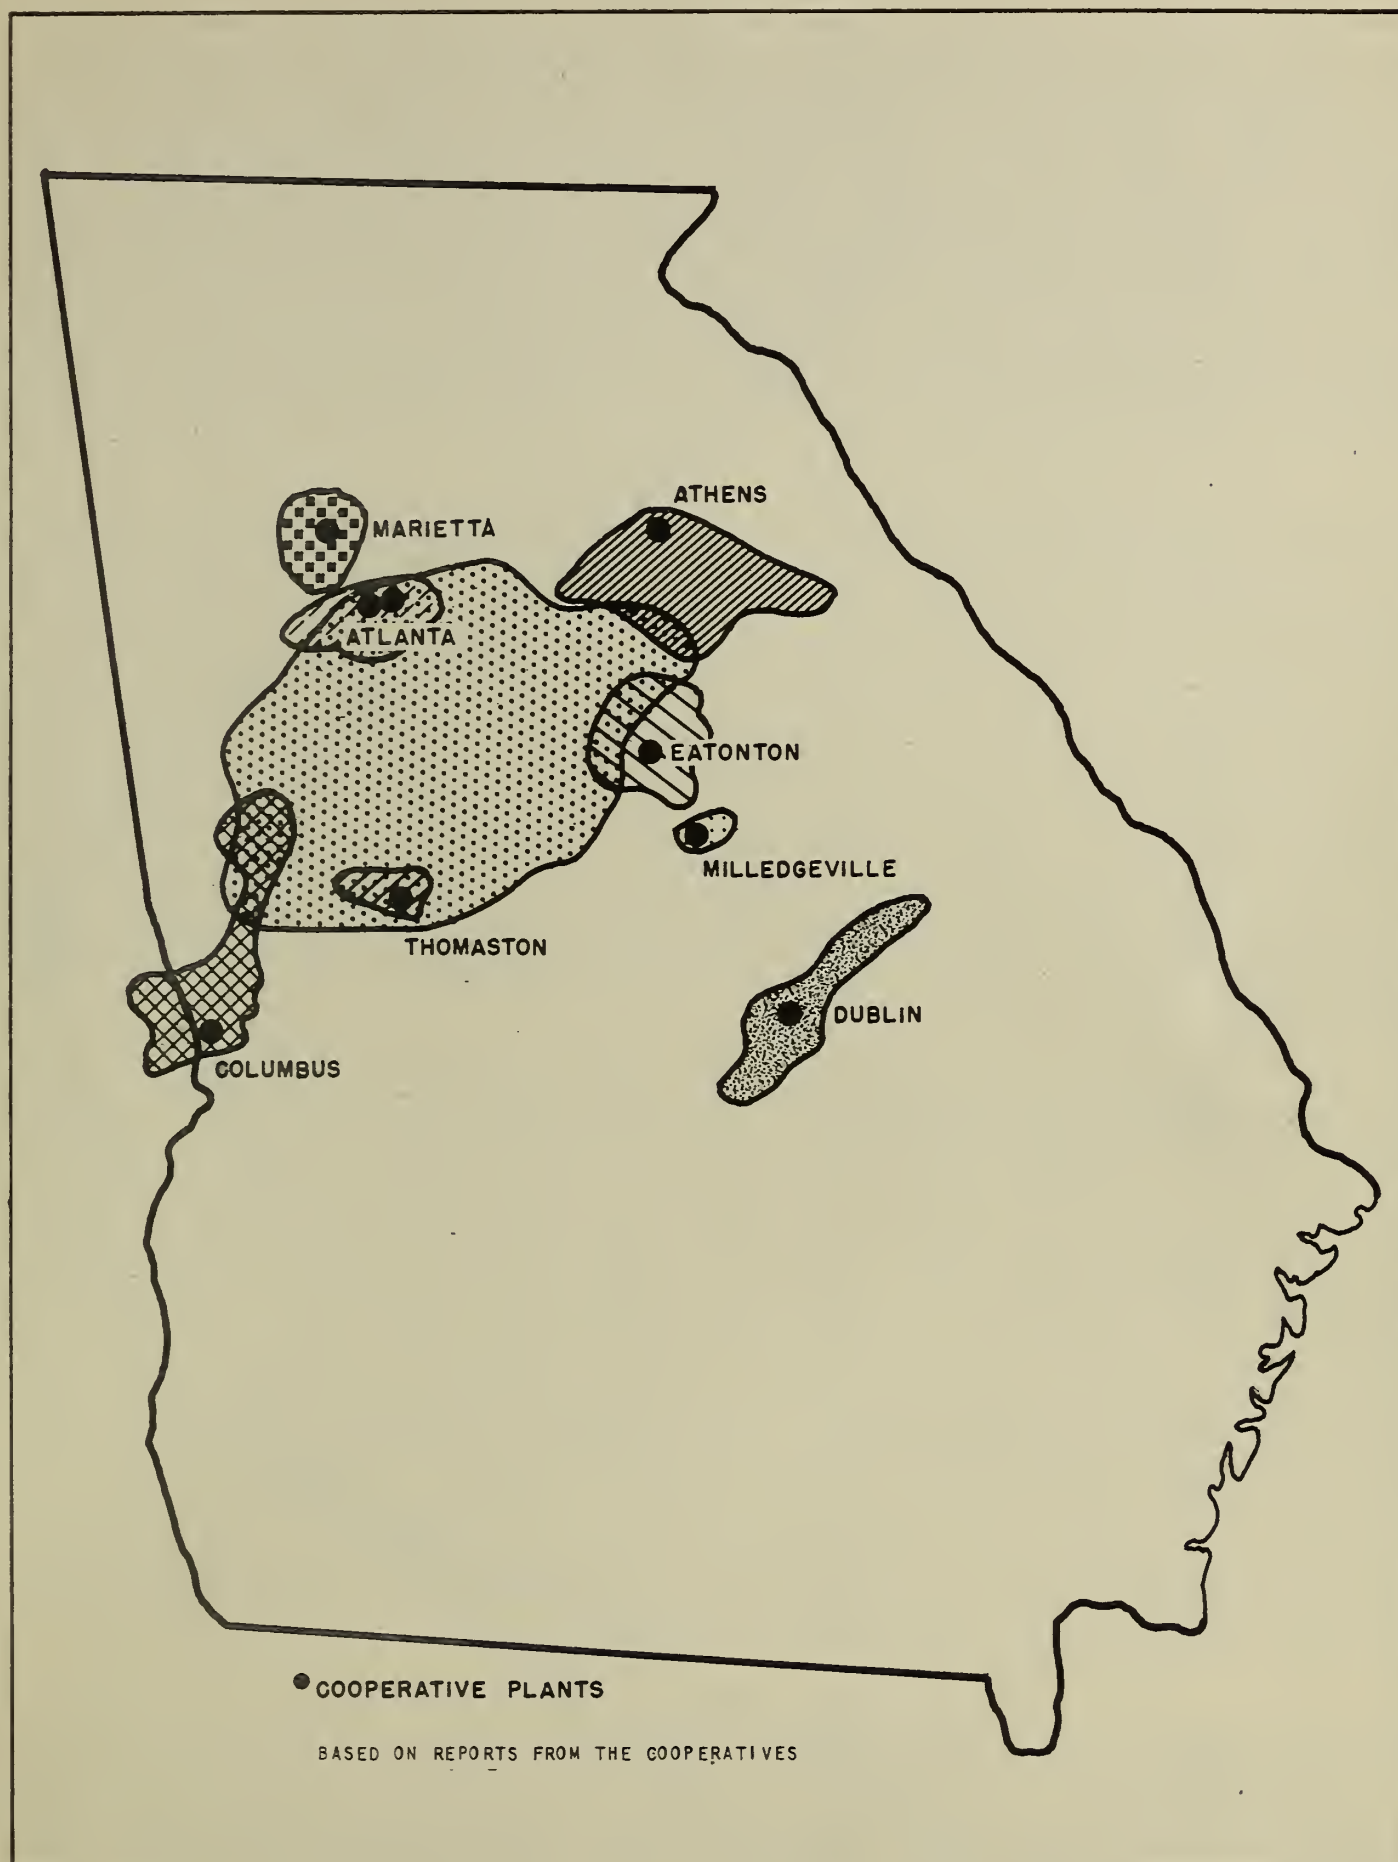 ATHENS
MARIETTA
ATLANTA
EATONTON
MILLEDGEVILLE
THOMASTON
DUBLIN
COLUMBUS
COOPERATIVE PLANTS
BASED ON REPORTS FROM THE COOPERATIVES